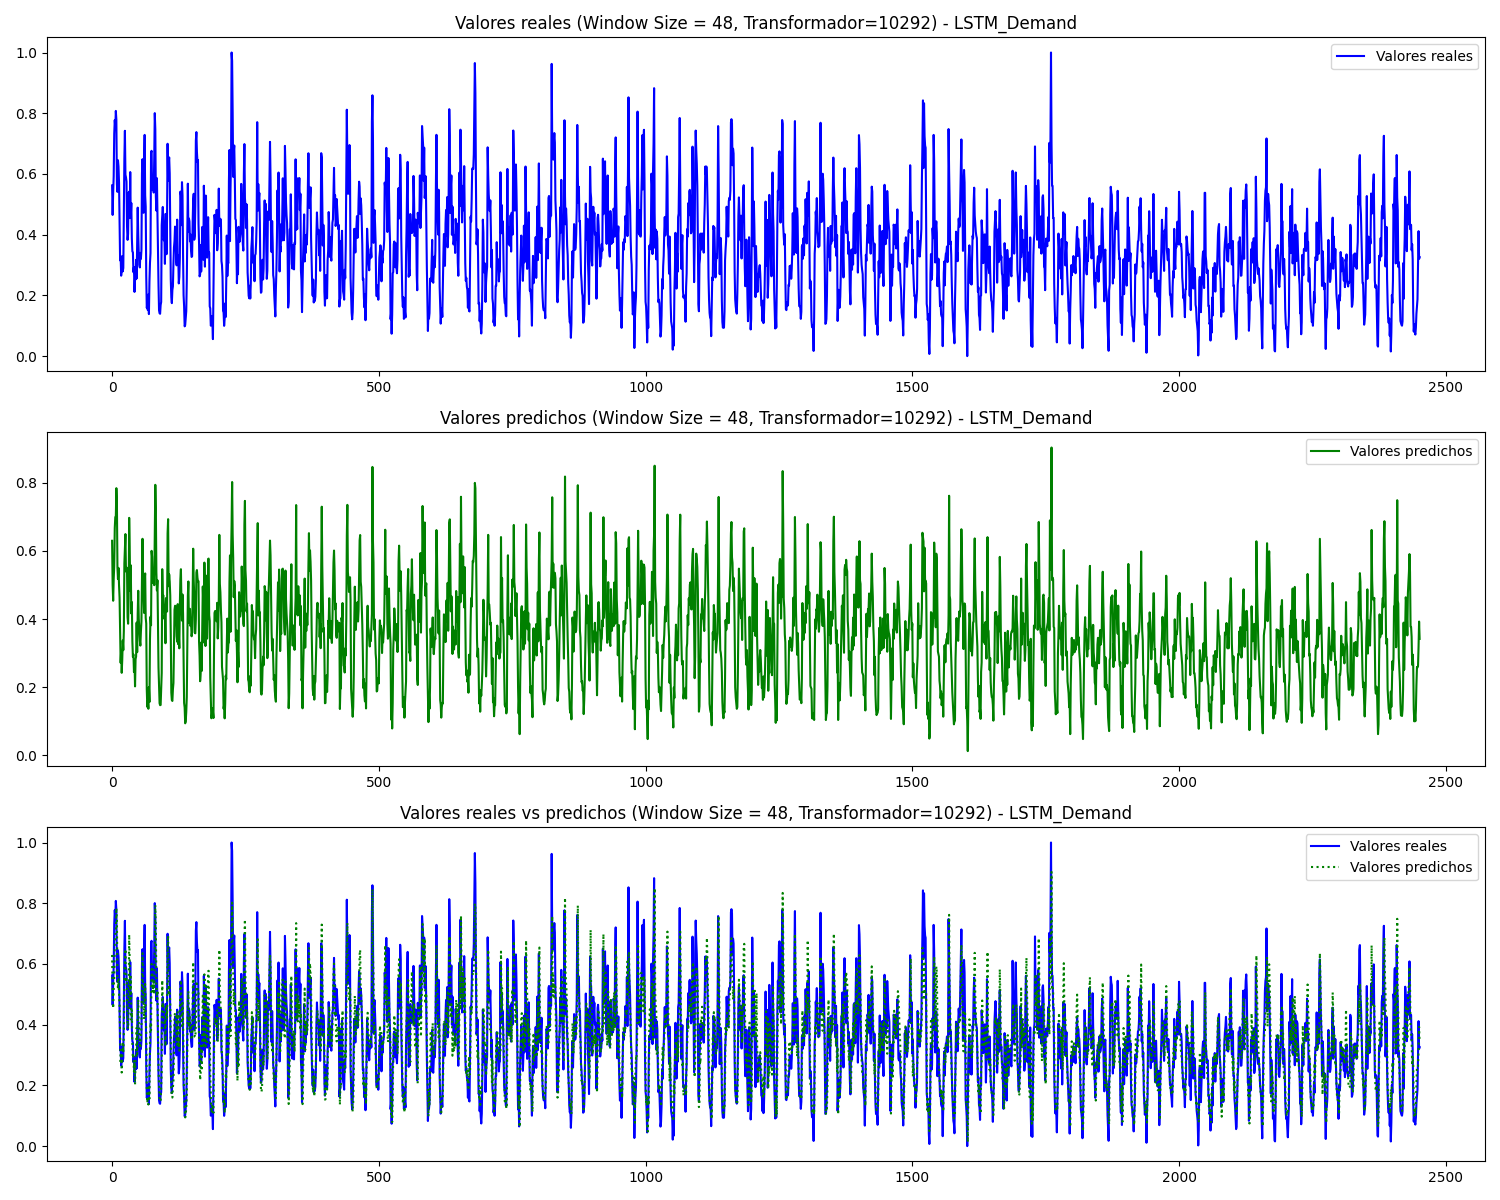 Valores reales (Window Size = 48, Transformador=10292) - LSTM_Demand
Valores reales
1.0
0.8
0.6
0.4
0.2
0.0
0 500 1000 1500 2000 2500
Valores predichos (Window Size = 48, Transformador=10292) - LSTM_Demand
Valores predichos
0.8
0.6
0.4
0.2
0.0
0 500 1000 1500 2000 2500
Valores reales vs predichos (Window Size = 48, Transformador=10292) - LSTM_Demand
Valores reales
Valores predichos
1.0
0.8
0.6
0.4
0.2
0.0
0 500 1000 1500 2000 2500